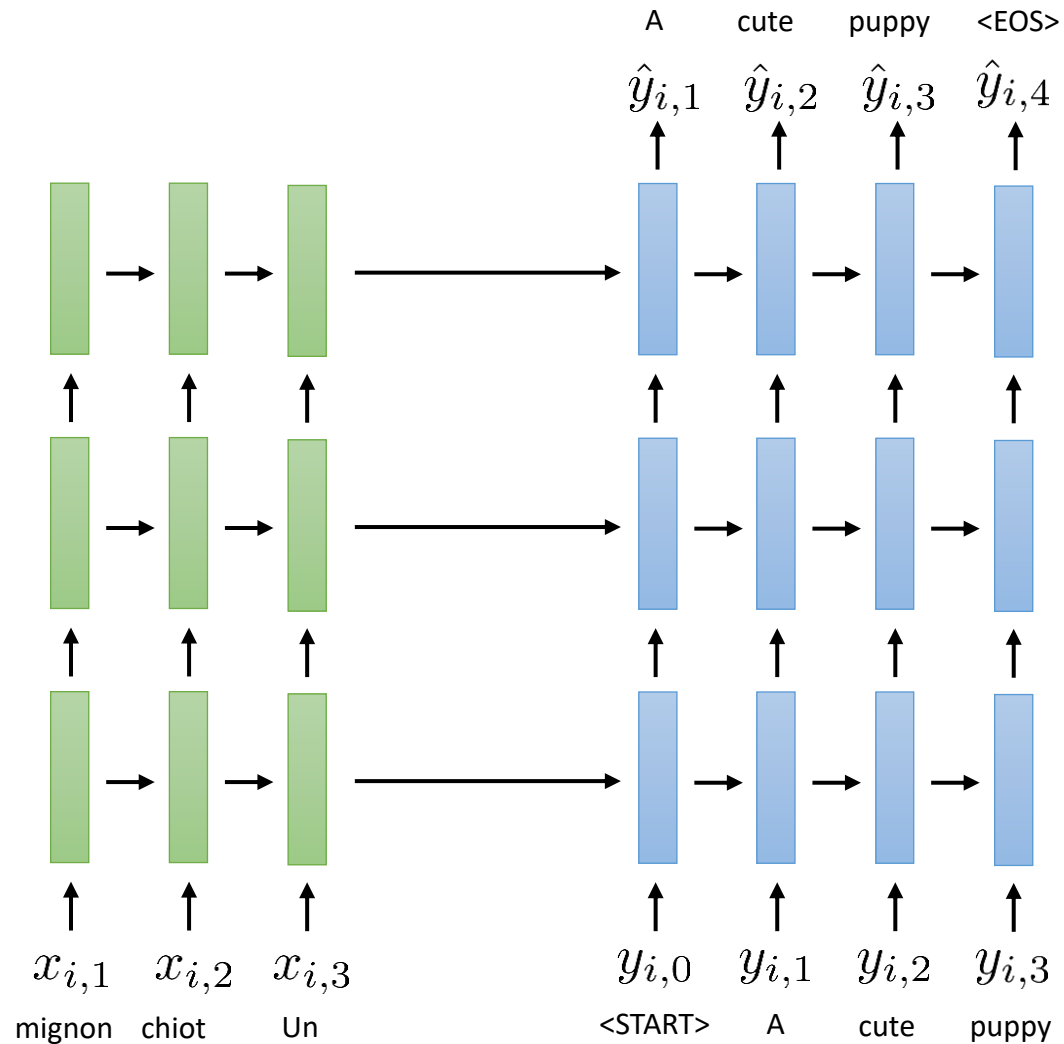 A cute puppy <EOS>
ŷi,1 ŷi,2 ŷi,3 ŷi,4
xi,1 xi,2 xi,3 yi,0 yi,1 yi,2 yi,3
mignon chiot Un <START> A cute puppy